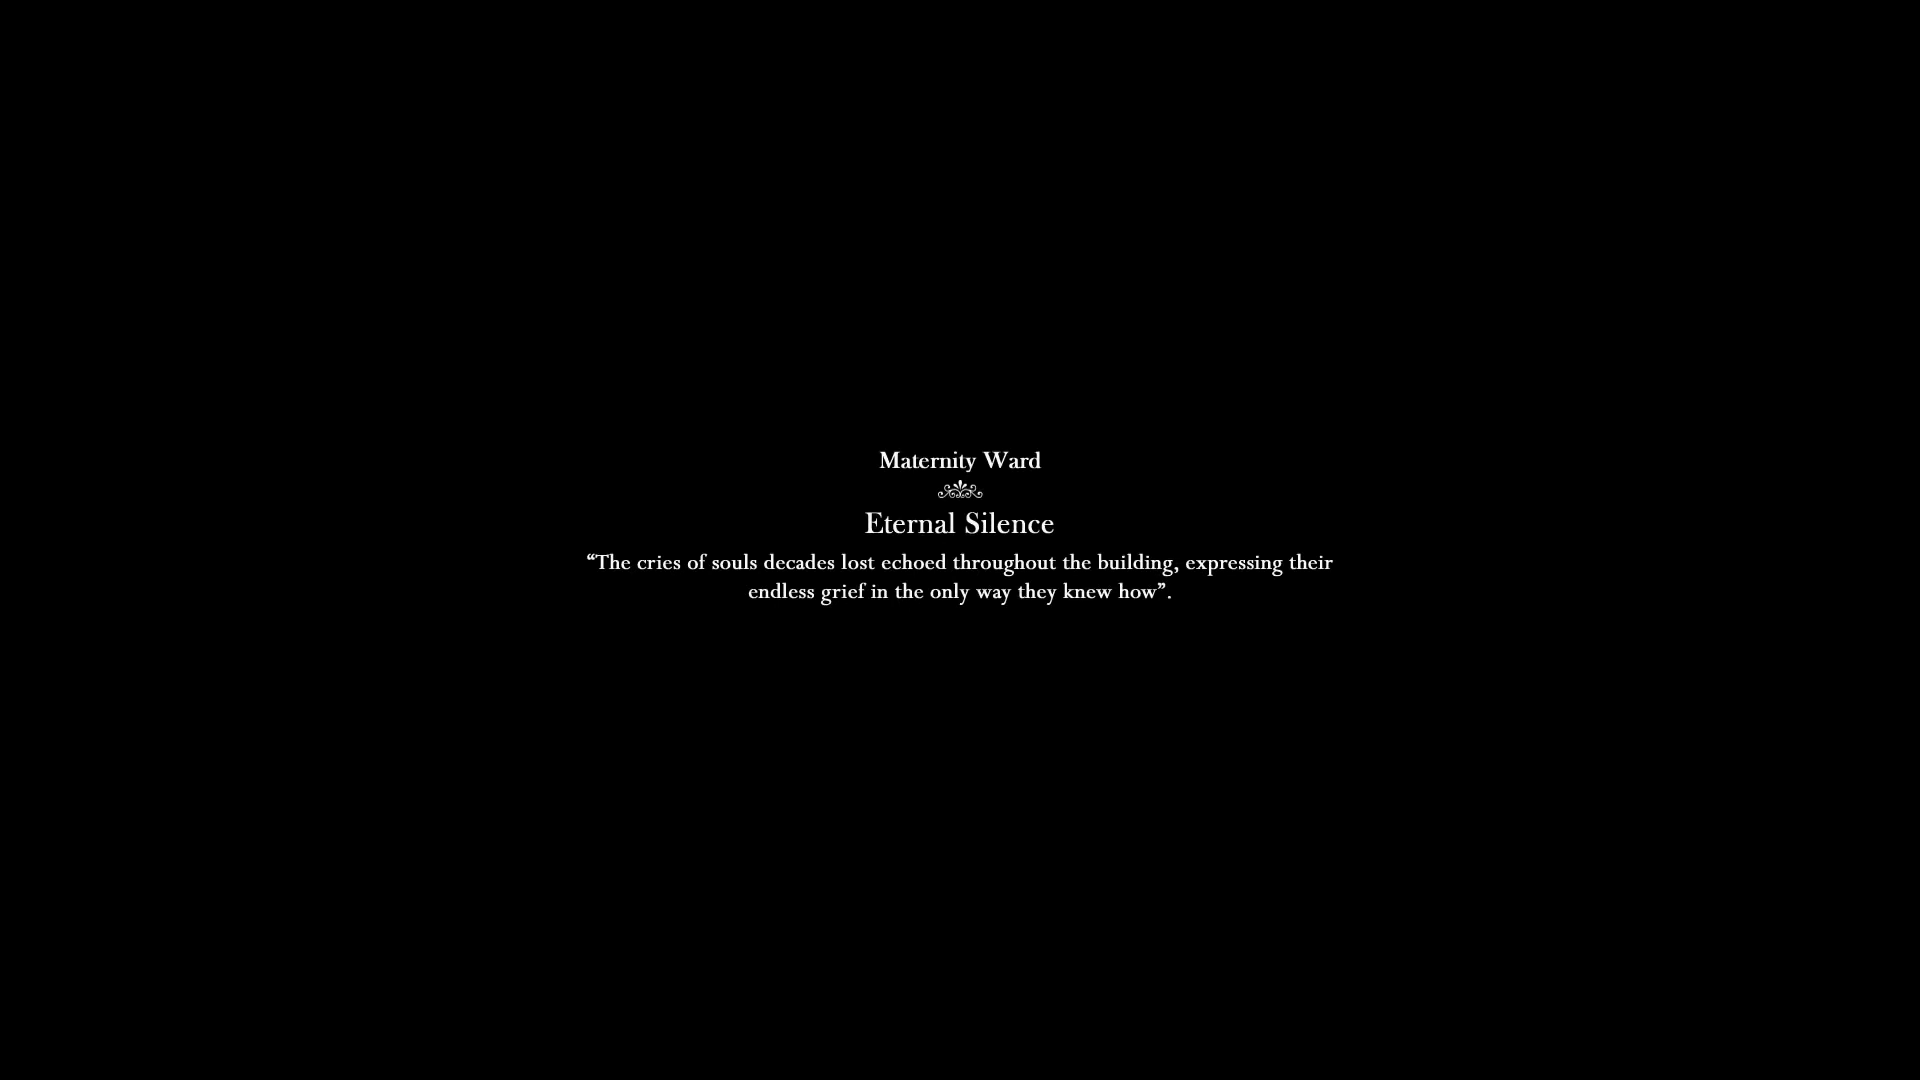 Maternity Ward
Eternal Silence
“The cries of souls decades lost echoed throughout the building, expressing their
endless grief in the only way they knew how”.